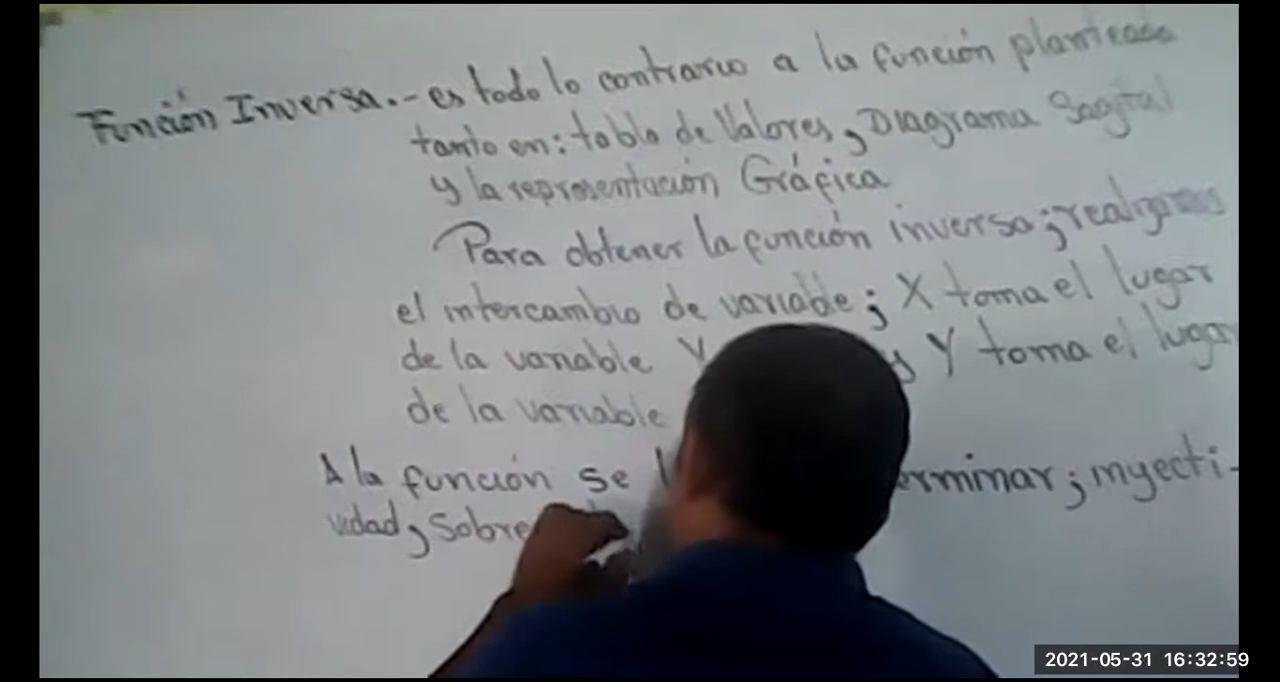 Función Inversa.- es todo lo contrario a la función planteada
tanto en: tabla de Valores, Diagrama Sagital
y la representación Gráfica
Para obtener la función inversa; realizamos
el intercambio de variable; X toma el lugar
de la variable Y Y toma el lugar
de la variable
A la función se erminar; inyecti-
vidad, Sobre
2021-05-31 16:32:59